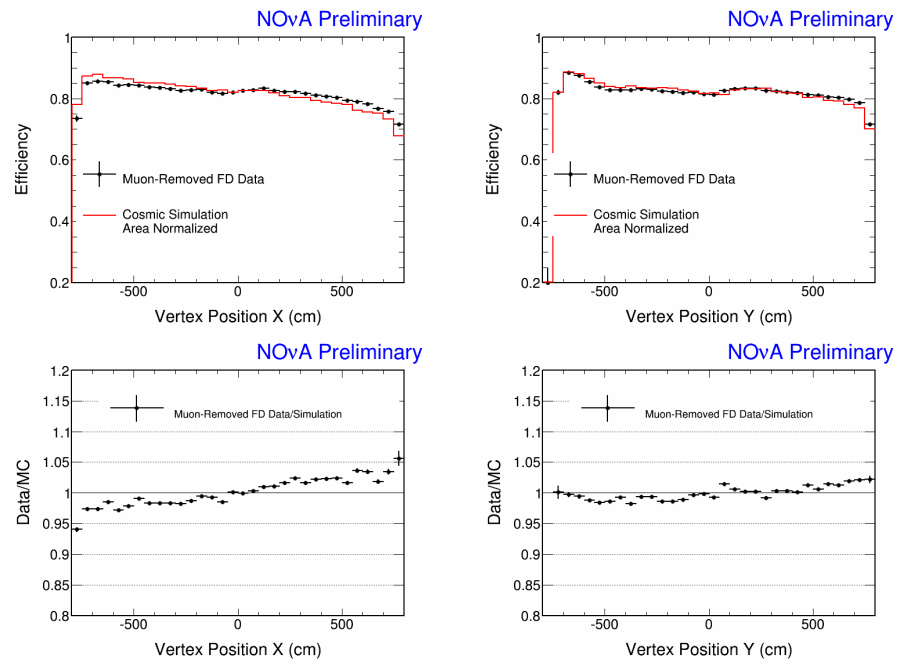 NOνA Preliminary
1
0.8
0.6
0.4
0.2
Efficiency
Muon-Removed FD Data
Cosmic Simulation
Area Normalized
-500 0 500
Vertex Position X (cm)
NOνA Preliminary
1
0.8
0.6
0.4
0.2
Efficiency
Muon-Removed FD Data
Cosmic Simulation
Area Normalized
-500 0 500
Vertex Position Y (cm)
NOνA Preliminary
1.2
1.15
1.1
1.05
1
0.95
0.9
0.85
0.8
Data/MC
Muon-Removed FD Data/Simulation
-500 0 500
Vertex Position X (cm)
NOνA Preliminary
1.2
1.15
1.1
1.05
1
0.95
0.9
0.85
0.8
Data/MC
Muon-Removed FD Data/Simulation
-500 0 500
Vertex Position Y (cm)